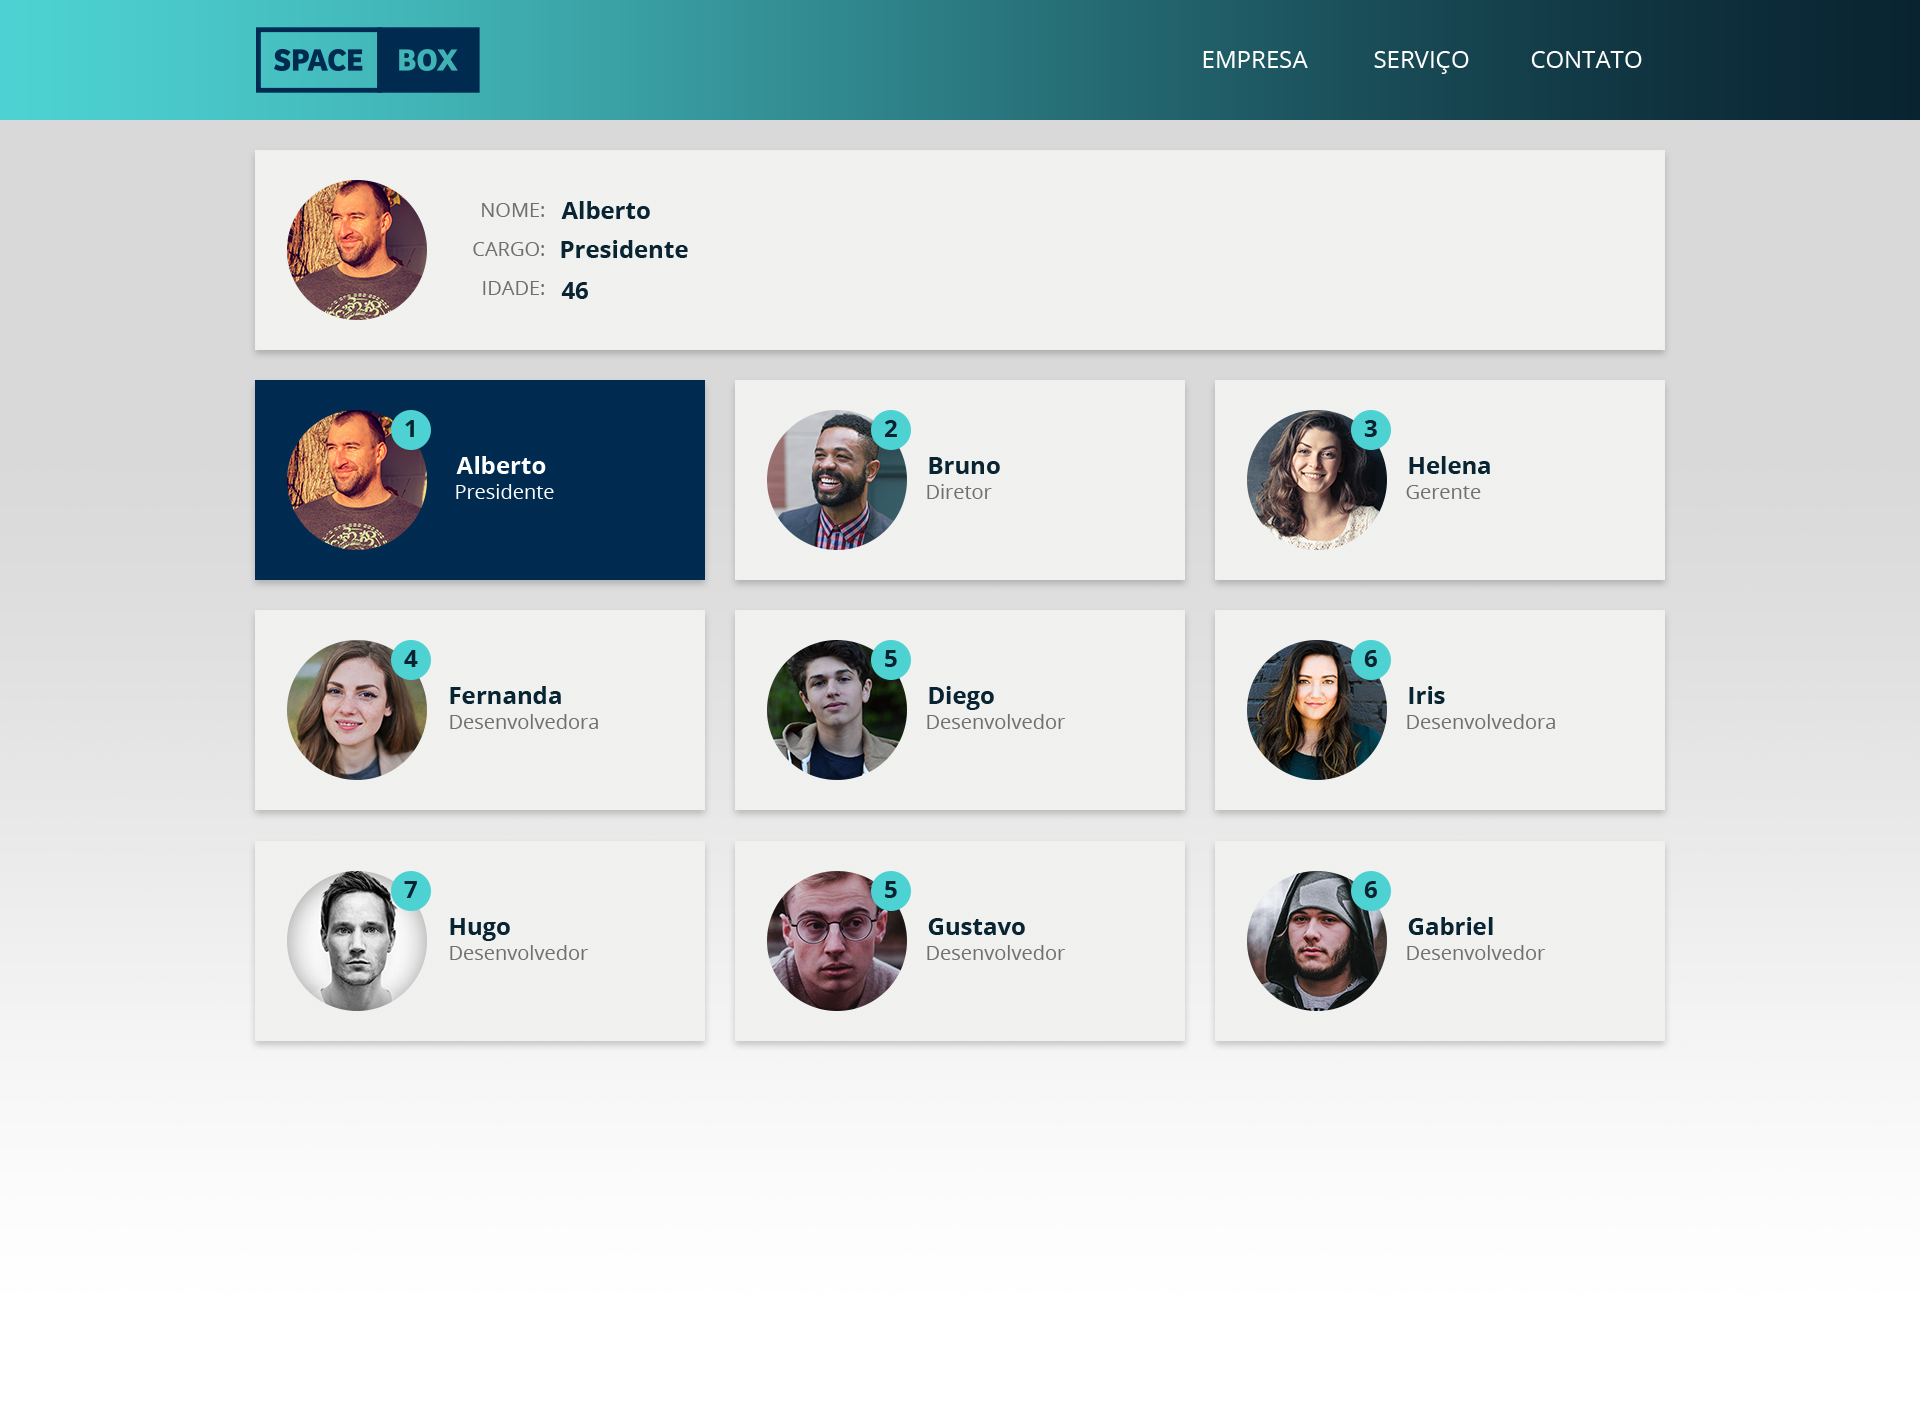 SPACE BOX
EMPRESA SERVIÇO CONTATO
NOME: Alberto
CARGO: Presidente
IDADE: 46
1
Alberto
Presidente
2
Bruno
Diretor
3
Helena
Gerente
4
Fernanda
Desenvolvedora
5
Diego
Desenvolvedor
6
Iris
Desenvolvedora
7
Hugo
Desenvolvedor
5
Gustavo
Desenvolvedor
6
Gabriel
Desenvolvedor